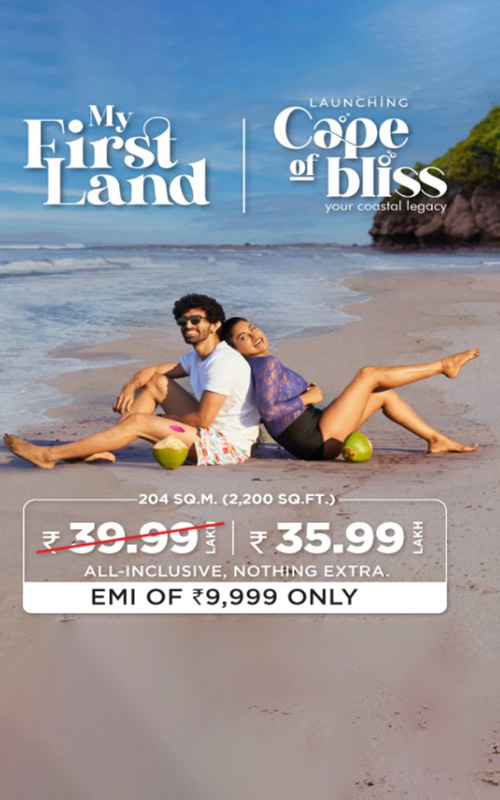 My
First
Land
LAUNCHING
Cape
of bliss
your coastal legacy
204 SQ.M. (2,200 SQ.FT.)
₹ 39.99 LAKH ₹ 35.99 LAKH
ALL-INCLUSIVE, NOTHING EXTRA.
EMI OF ₹9,999 ONLY